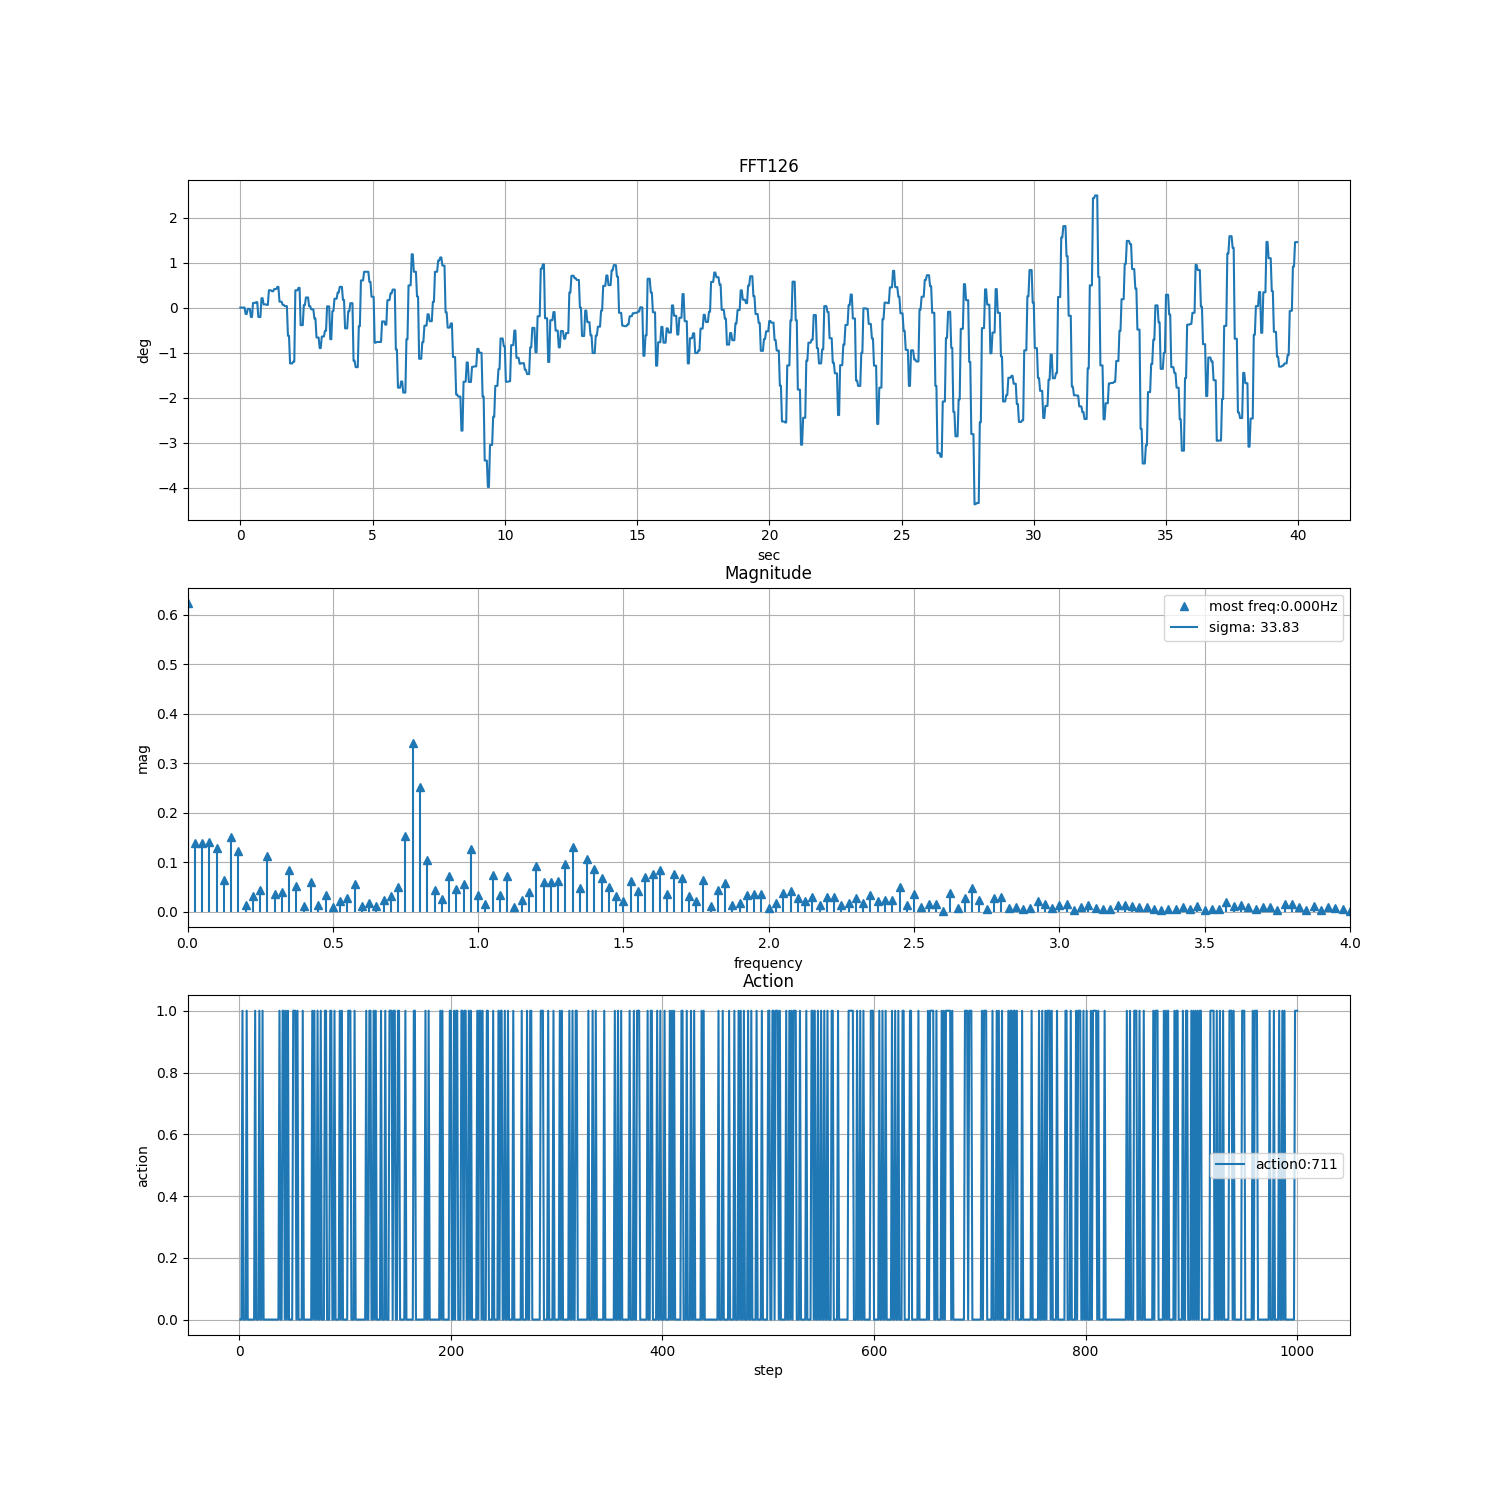 FFT126
2
1
0
−1
−2
−3
−4
deg
0 5 10 15 20 25 30 35 40
sec
Magnitude
most freq:0.000Hz
sigma: 33.83
0.6
0.5
0.4
0.3
0.2
0.1
0.0
mag
0.0 0.5 1.0 1.5 2.0 2.5 3.0 3.5 4.0
frequency
Action
1.0
0.8
0.6
0.4
0.2
0.0
action
action0:711
0 200 400 600 800 1000
step